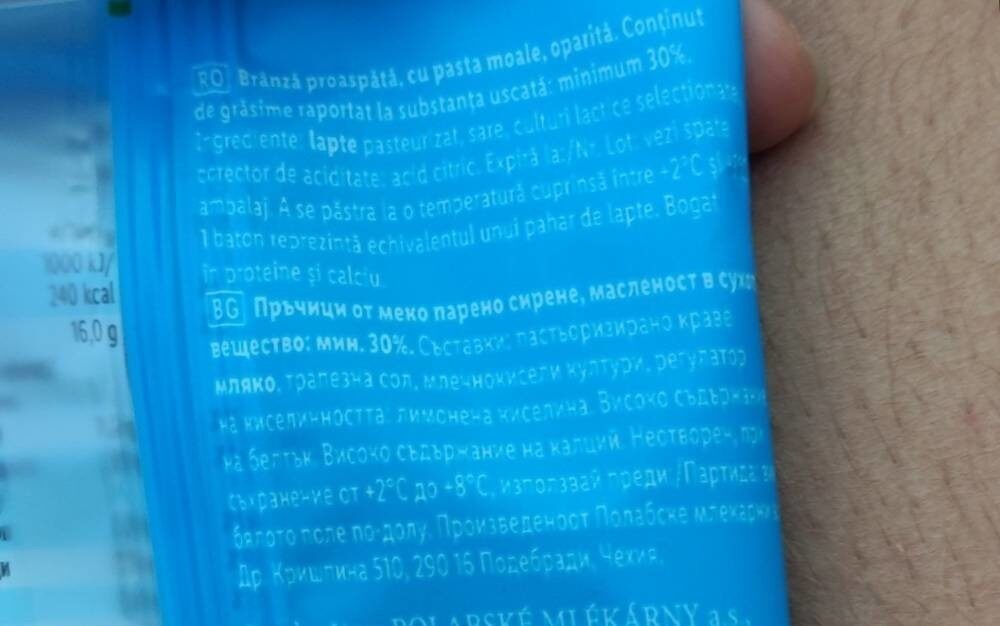 1000 kJ/
240 kcal
16,0 g
RO Brânză proaspătă, cu pasta moale, oparită. Conținut
de grăsime raportat la substanța uscată: minimum 30%.
Ingrediente: lapte pasteurizat, sare, culturi lactice selecționate,
corector de aciditate: acid citric. Expiră la:/Nr. Lot: vezi spate
ambalaj. A se păstra la o temperatură cuprinsă între +2°C și
1 baton reprezintă echivalentul unui pahar de lapte. Bogat
în proteine și calciu.
BG Пръчици от меко парено сирене, масленост в сухо
вещество: мин. 30%. Съставки: пастьоризирано краве
мляко, трапезна сол, млечнокисели култури, регулатор
на киселинността: лимонена киселина. Високо съдържание
на белтък. Високо съдържание на калций. Неотворен, при
съхранение от +2°C до +8°C, използвай преди /Партида:
бялото поле по-долу. Произведено от Полабске млекарни
Др. Кришпина 510, 290 16 Подебради, Чехия.
POLABSKÉ MLÉKÁRNY a.s.,